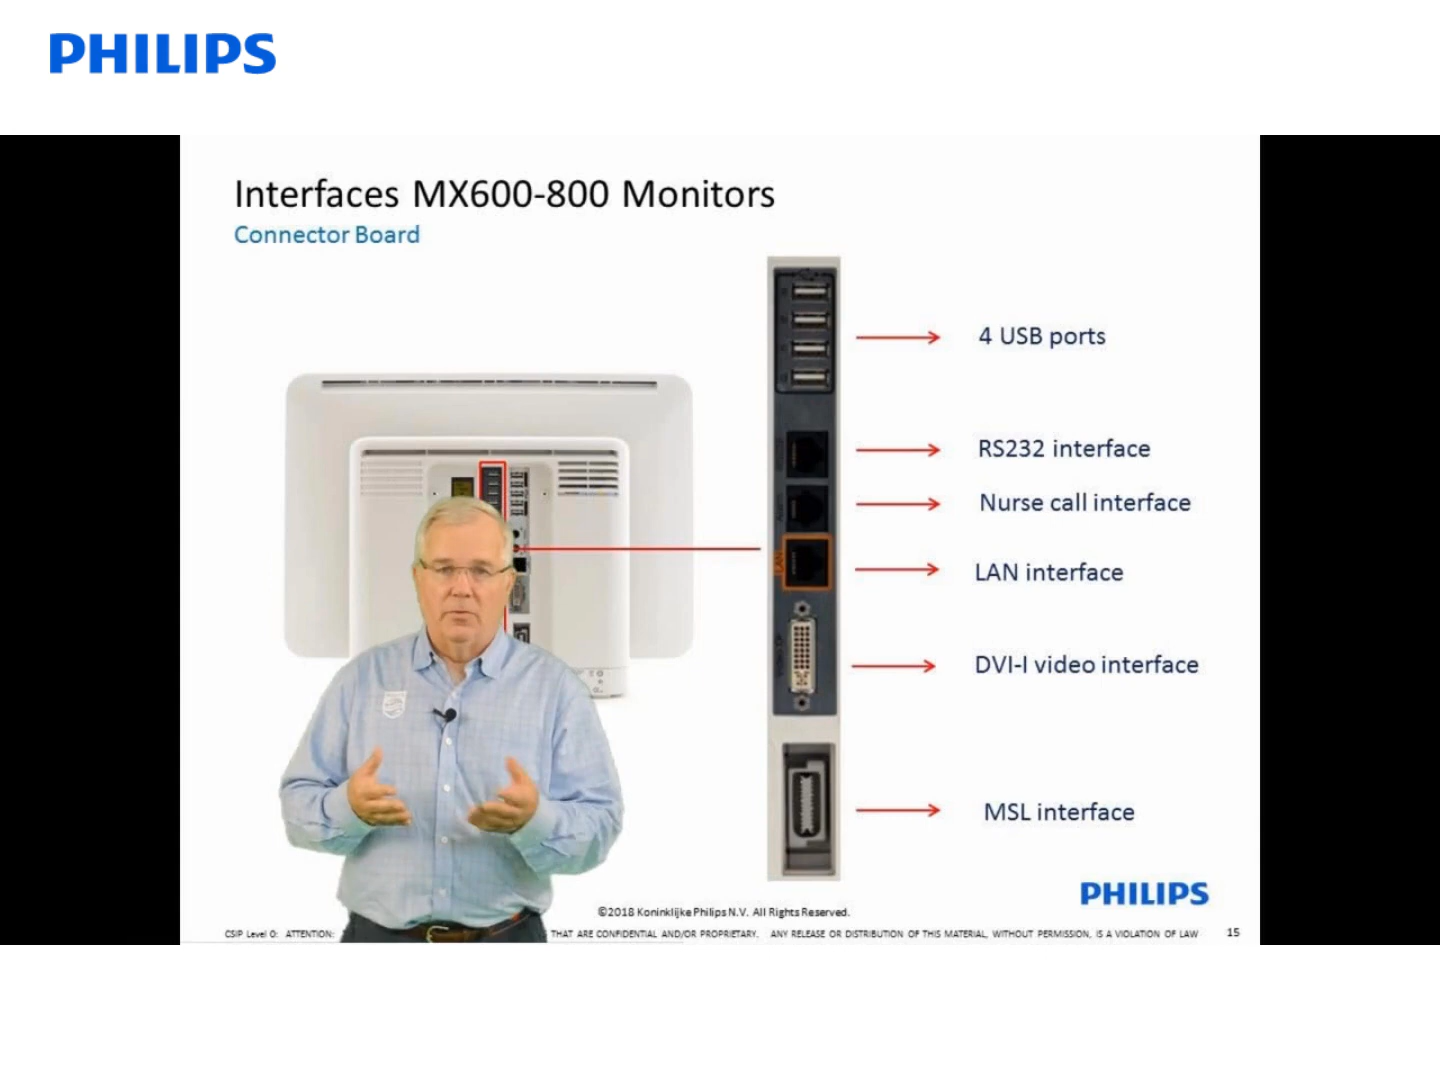 PHILIPS
Interfaces MX600-800 Monitors
Connector Board
4 USB ports
RS232 interface
Nurse call interface
LAN
LAN interface
DVI-I video interface
MSL interface
PHILIPS
©2018 Koninklijke Philips N.V. All Rights Reserved.
CSIP Level 0: ATTENTION: THAT ARE CONFIDENTIAL AND/OR PROPRIETARY. ANY RELEASE OR DISTRIBUTION OF THIS MATERIAL, WITHOUT PERMISSION, IS A VIOLATION OF LAW 15